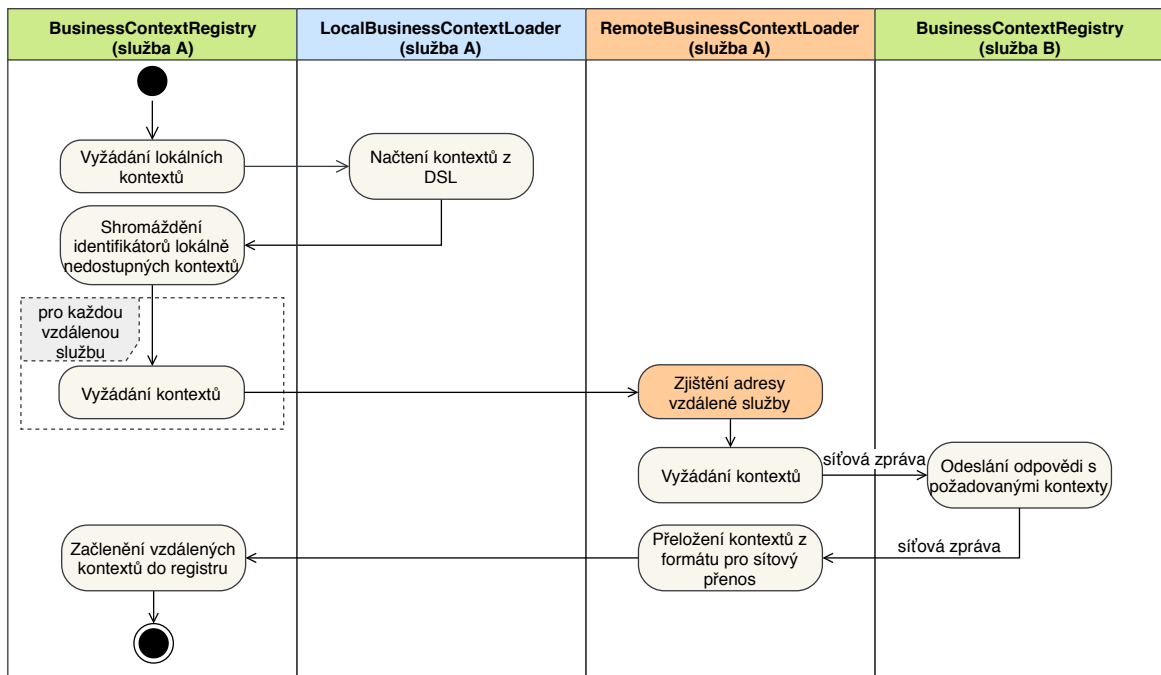 BusinessContextRegistry
(služba A)
LocalBusinessContextLoader
(služba A)
RemoteBusinessContextLoader
(služba A)
BusinessContextRegistry
(služba B)
Vyžádání lokálních
kontextů
Načtení kontextů z
DSL
Shromáždění
identifikátorů lokálně
nedostupných kontextů
pro každou
vzdálenou
službu
Vyžádání kontextů
Zjištění adresy
vzdálené služby
Vyžádání kontextů
síťová zpráva
Odeslání odpovědi s
požadovanými kontexty
Začlenění vzdálených
kontextů do registru
Přeložení kontextů z
formátu pro síťový
přenos
síťová zpráva